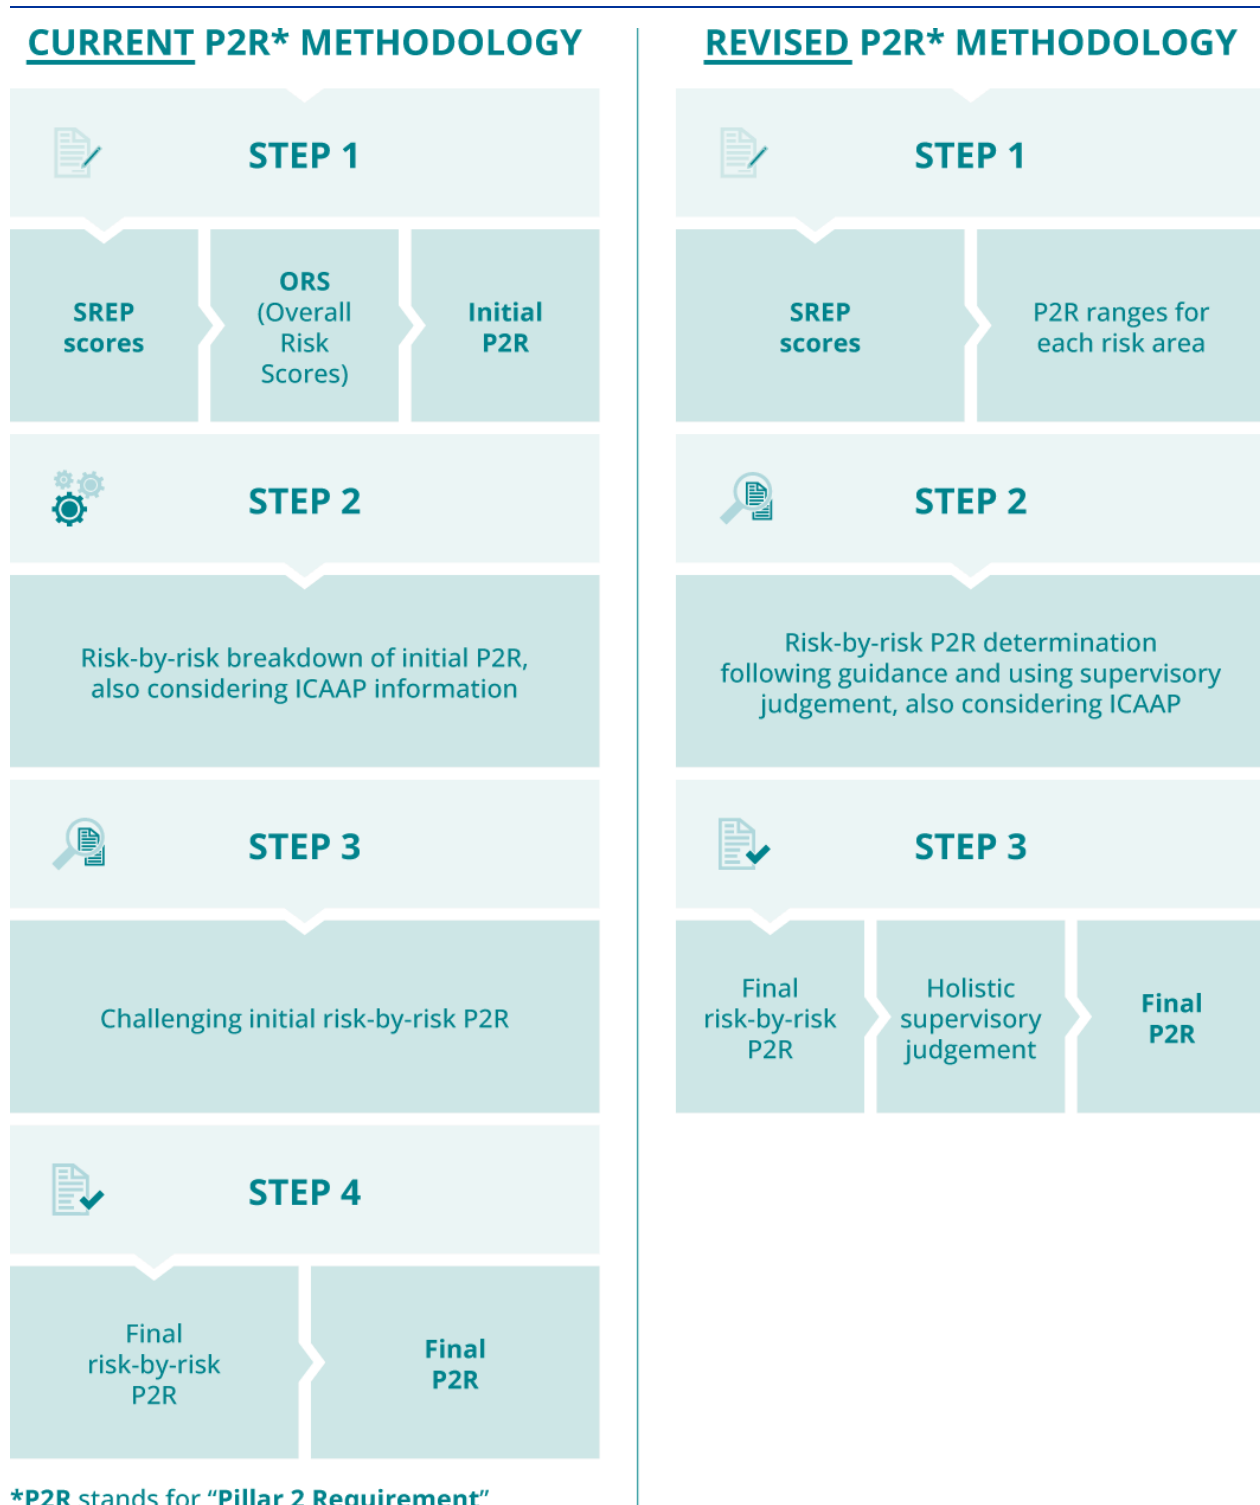 CURRENT P2R* METHODOLOGY
STEP 1
SREP
scores
ORS
(Overall
Risk
Scores)
Initial
P2R
STEP 2
Risk-by-risk breakdown of initial P2R,
also considering ICAAP information
STEP 3
Challenging initial risk-by-risk P2R
STEP 4
Final
risk-by-risk
P2R
Final
P2R
*P2R stands for “Pillar 2 Requirement”
REVISED P2R* METHODOLOGY
STEP 1
SREP
scores
P2R ranges for
each risk area
STEP 2
Risk-by-risk P2R determination
following guidance and using supervisory
judgement, also considering ICAAP
STEP 3
Final
risk-by-risk
P2R
Holistic
supervisory
judgement
Final
P2R